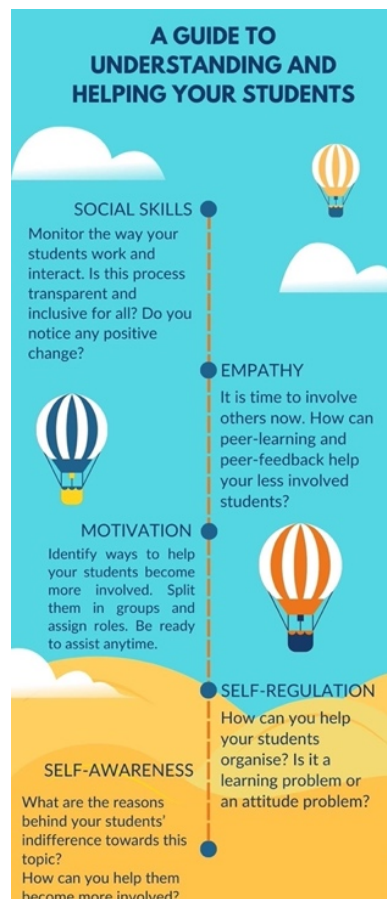 A GUIDE TO
UNDERSTANDING AND
HELPING YOUR STUDENTS
SOCIAL SKILLS
Monitor the way your
students work and
interact. Is this process
transparent and
inclusive for all? Do you
notice any positive
change?
EMPATHY
It is time to involve
others now. How can
peer-learning and
peer-feedback help
your less involved
students?
MOTIVATION
Identify ways to help
your students become
more involved. Split
them in groups and
assign roles. Be ready
to assist anytime.
SELF-REGULATION
How can you help
your students
organise? Is it a
learning problem or
an attitude problem?
SELF-AWARENESS
What are the reasons
behind your students'
indifference towards this
topic?
How can you help them
become more involved?